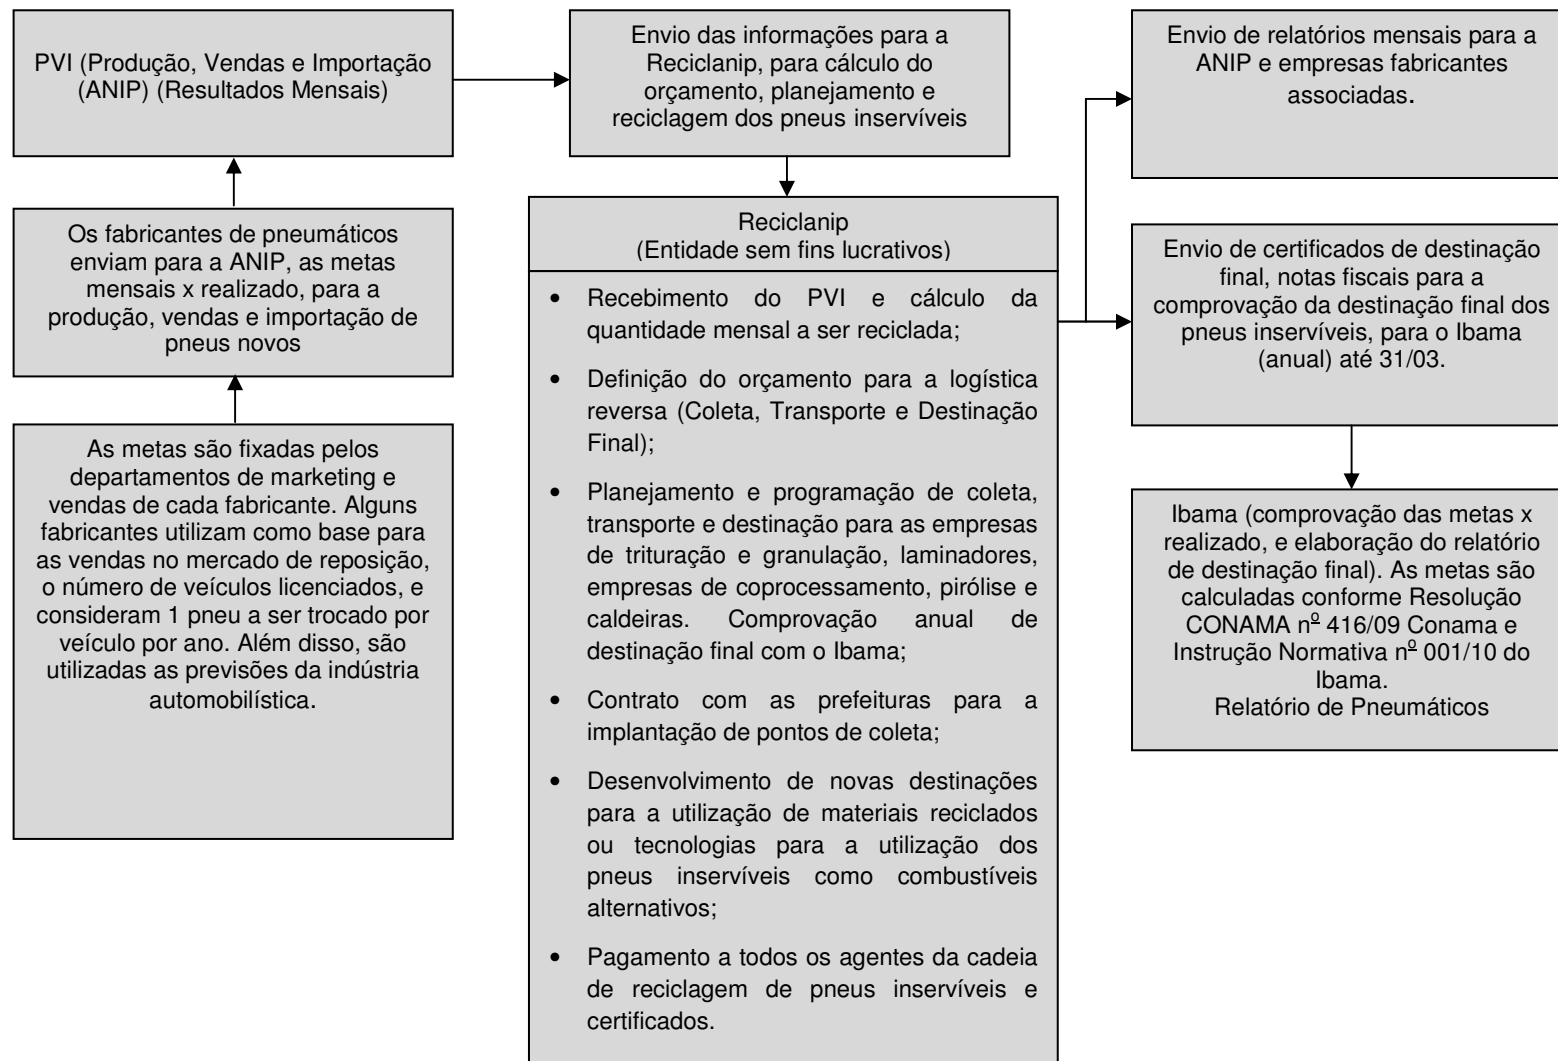 PVI (Produção, Vendas e Importação
(ANIP) (Resultados Mensais)
Envio das informações para a
Reciclanip, para cálculo do
orçamento, planejamento e
reciclagem dos pneus inservíveis
Envio de relatórios mensais para a
ANIP e empresas fabricantes
associadas.
Os fabricantes de pneumáticos
enviam para a ANIP, as metas
mensais x realizado, para a
produção, vendas e importação de
pneus novos
As metas são fixadas pelos
departamentos de marketing e
vendas de cada fabricante. Alguns
fabricantes utilizam como base para
as vendas no mercado de reposição,
o número de veículos licenciados, e
consideram 1 pneu a ser trocado por
veículo por ano. Além disso, são
utilizadas as previsões da indústria
automobilística.
Reciclanip
(Entidade sem fins lucrativos)
• Recebimento do PVI e cálculo da
quantidade mensal a ser reciclada;
• Definição do orçamento para a logística
reversa (Coleta, Transporte e Destinação
Final);
• Planejamento e programação de coleta,
transporte e destinação para as empresas
de trituração e granulação, laminadores,
empresas de coprocessamento, pirólise e
caldeiras. Comprovação anual de
destinação final com o Ibama;
• Contrato com as prefeituras para a
implantação de pontos de coleta;
• Desenvolvimento de novas destinações
para a utilização de materiais reciclados
ou tecnologias para a utilização dos
pneus inservíveis como combustíveis
alternativos;
• Pagamento a todos os agentes da cadeia
de reciclagem de pneus inservíveis e
certificados.
Envio de certificados de destinação
final, notas fiscais para a
comprovação da destinação final dos
pneus inservíveis, para o Ibama
(anual) até 31/03.
Ibama (comprovação das metas x
realizado, e elaboração do relatório
de destinação final). As metas são
calculadas conforme Resolução
CONAMA nº 416/09 Conama e
Instrução Normativa nº 001/10 do
Ibama.
Relatório de Pneumáticos